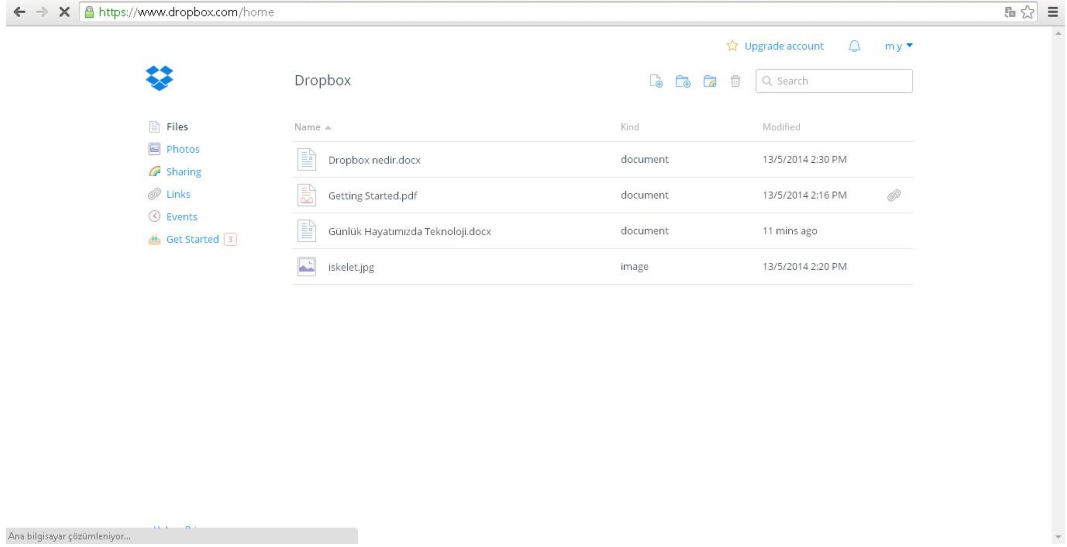 https://www.dropbox.com/home
Upgrade account
m y
Dropbox
Search
Files
Photos
Sharing
Links
Events
Get Started 3
Name Kind Modified
Dropbox nedir.docx document 13/5/2014 2:30 PM
Getting Started.pdf document 13/5/2014 2:16 PM
Günlük Hayatımızda Teknoloji.docx document 11 mins ago
iskelet.jpg image 13/5/2014 2:20 PM
Ana bilgisayar çözümleniyor...